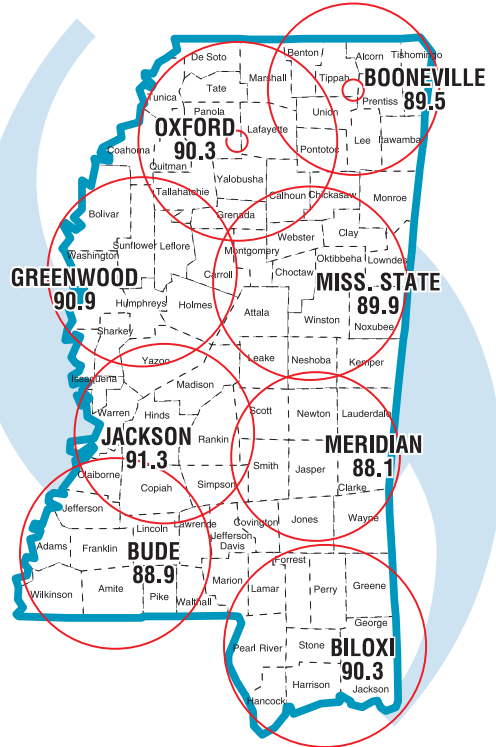 Benton
Alcorn
Tishomingo
De Soto
Marshall
Tippah
BOONEVILLE
89.5
Tate
Prentiss
Tunica
Panola
Union
OXFORD
90.3
Lafayette
Lee
Itawamba
Pontotoc
Coahoma
Quitman
Yalobusha
Tallahatchie
Calhoun
Chickasaw
Monroe
Bolivar
Grenada
Clay
Webster
Sunflower
Leflore
Montgomery
Washington
Oktibbeha
Lowndes
Choctaw
GREENWOOD
90.9
Carroll
MISS. STATE
89.9
Humphreys
Holmes
Attala
Winston
Noxubee
Sharkey
Yazoo
Leake
Neshoba
Kemper
Issaquena
Madison
Warren
Hinds
Scott
Newton
Lauderdale
JACKSON
91.3
Rankin
MERIDIAN
88.1
Smith
Jasper
Claiborne
Copiah
Simpson
Clarke
Jefferson
Lincoln
Lawrence
Covington
Jones
Wayne
Jefferson
Davis
Adams
Franklin
BUDE
88.9
Forrest
Marion
Lamar
Perry
Greene
Wilkinson
Amite
Pike
Walthall
George
Pearl River
Stone
BILOXI
90.3
Harrison
Jackson
Hancock